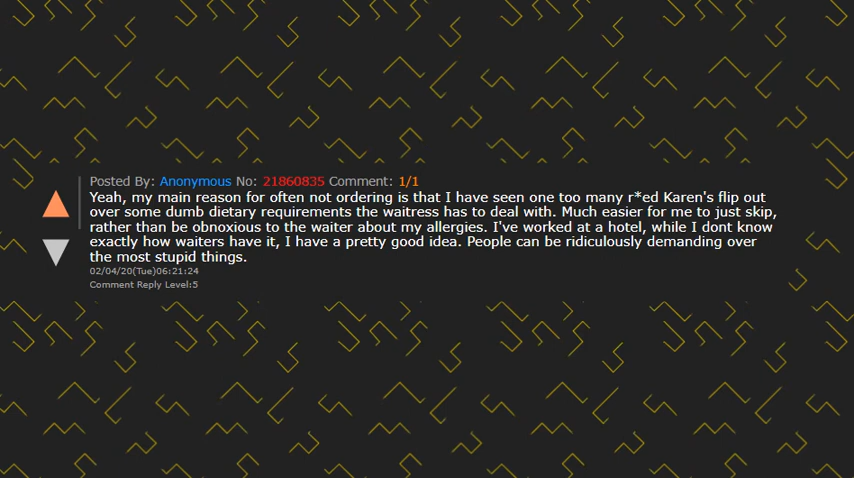 Posted By: Anonymous No: 21860835 Comment: 1/1
Yeah, my main reason for often not ordering is that I have seen one too many r*ed Karen's flip out
over some dumb dietary requirements the waitress has to deal with. Much easier for me to just skip,
rather than be obnoxious to the waiter about my allergies. I've worked at a hotel, while I dont know
exactly how waiters have it, I have a pretty good idea. People can be ridiculously demanding over
the most stupid things.
02/04/20(Tue)06:21:24
Comment Reply Level:5